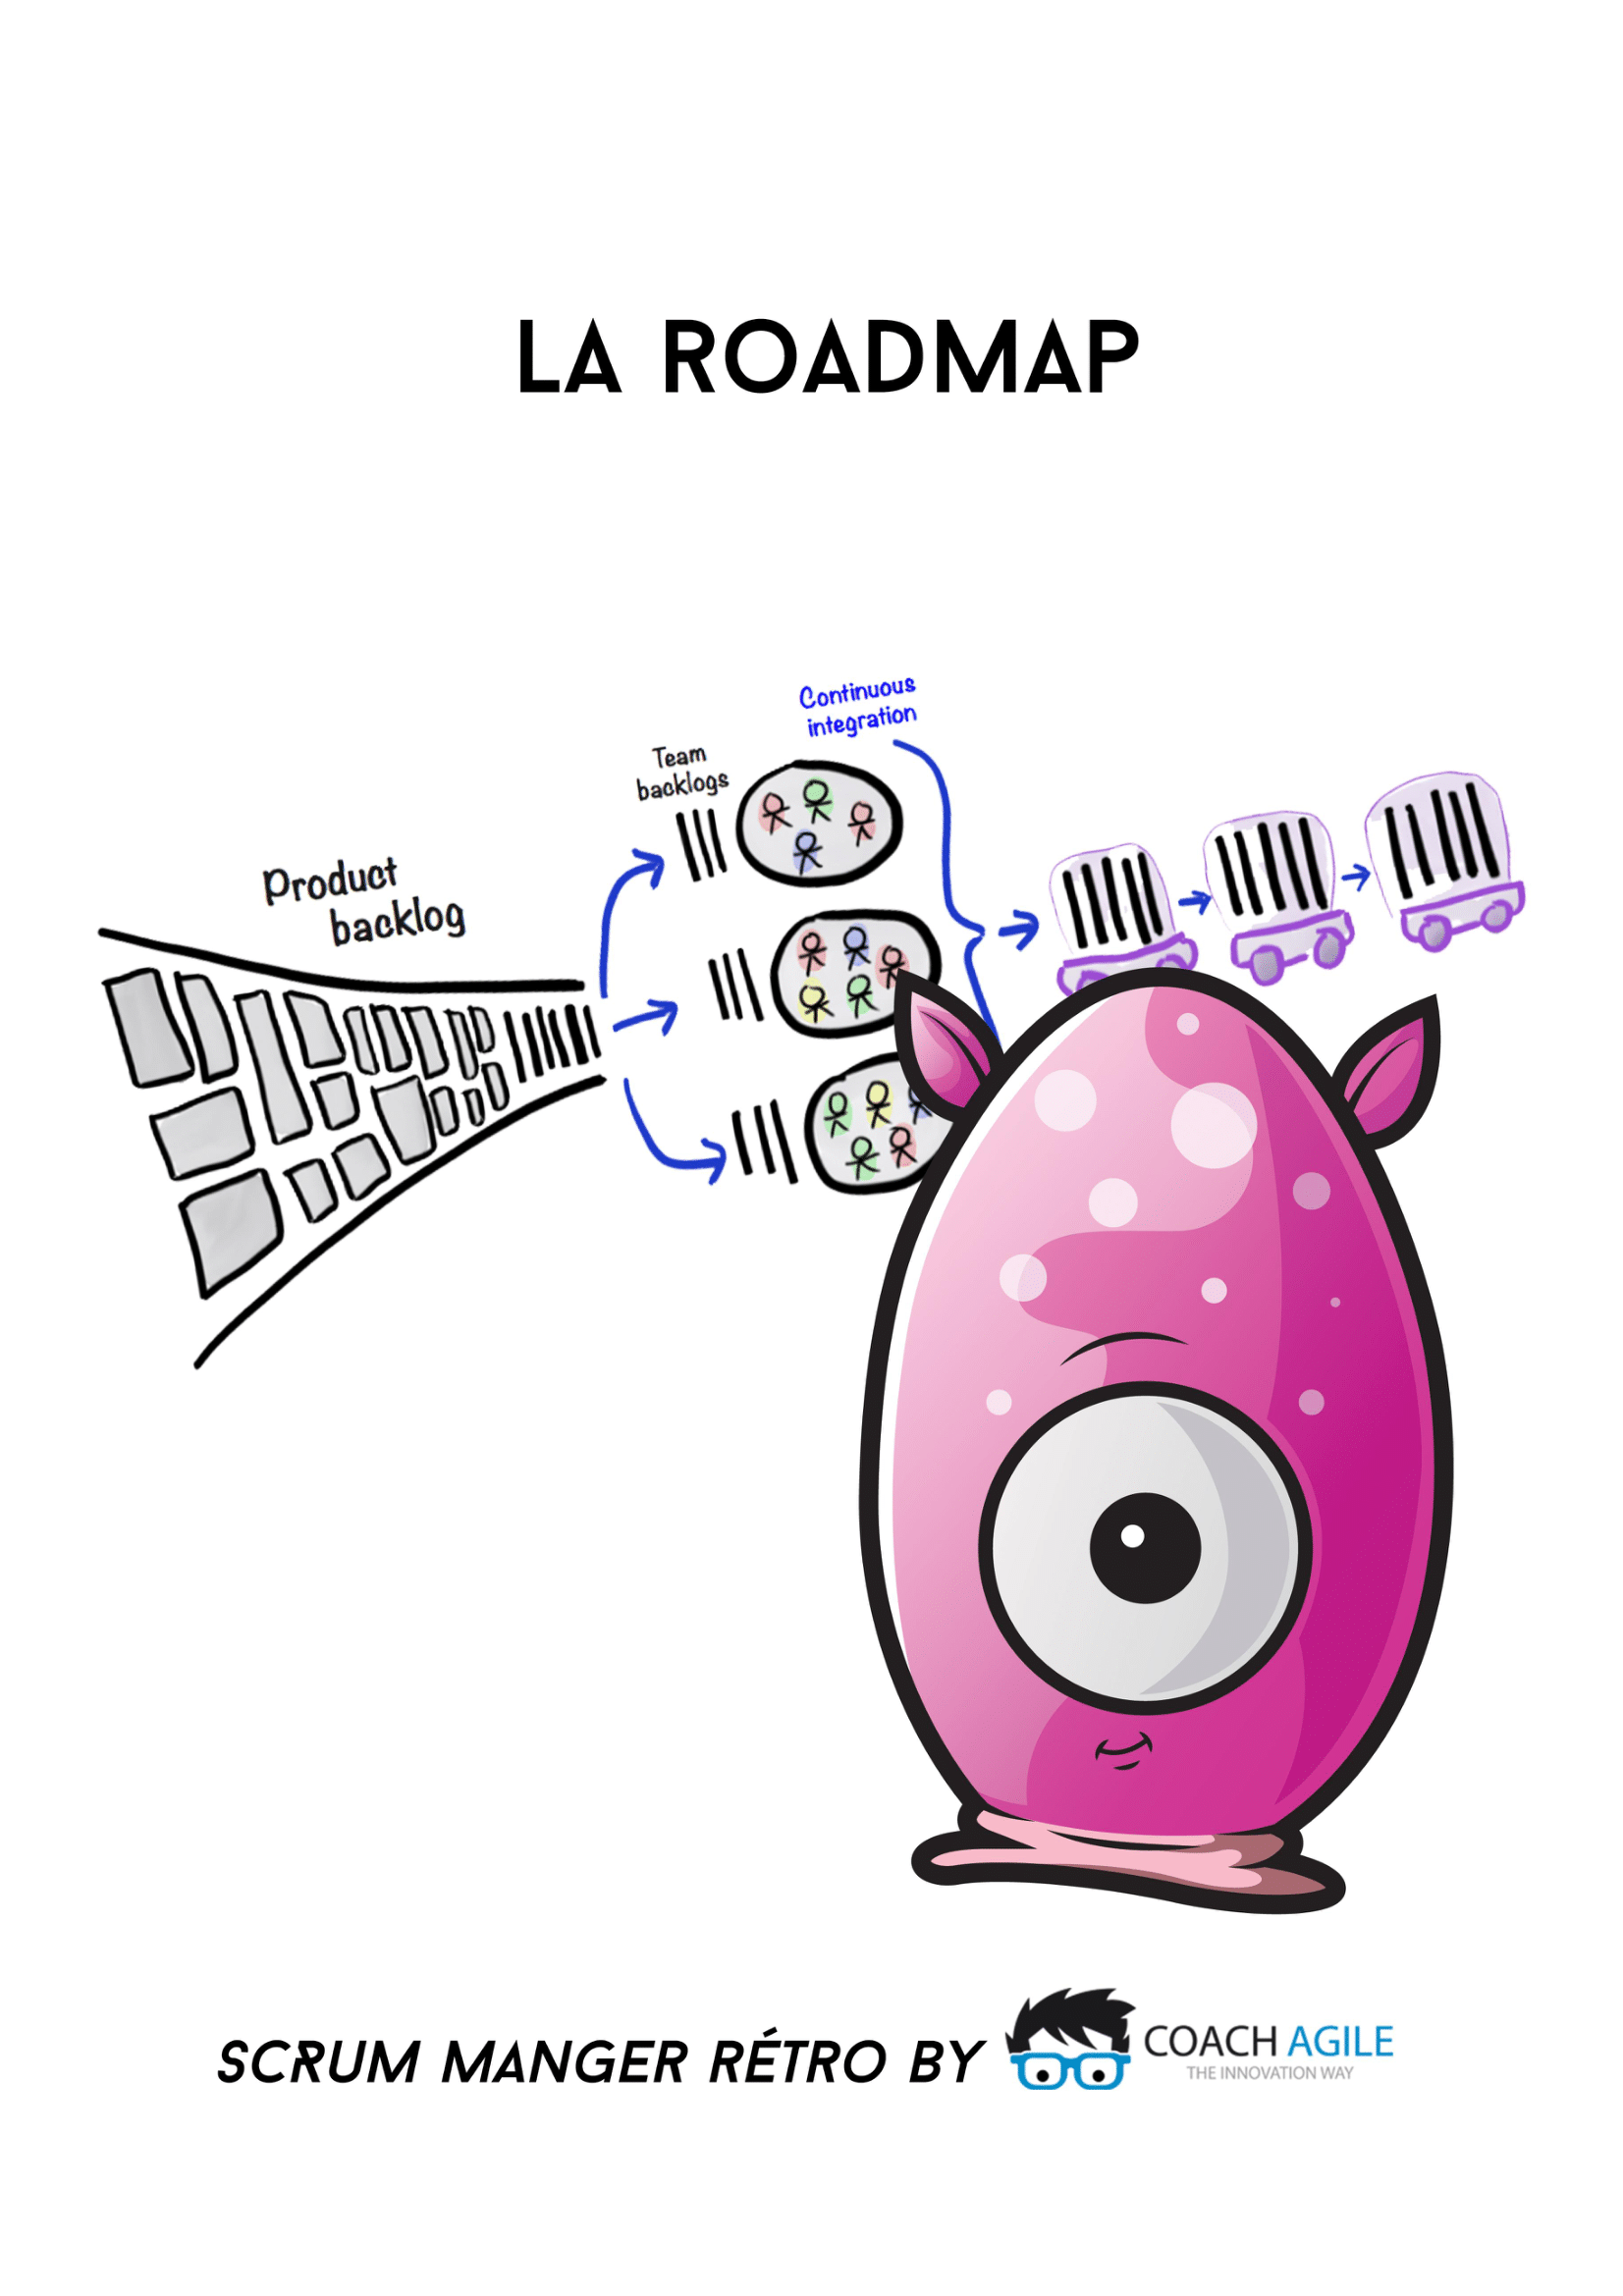 LA ROADMAP
Continuous
integration
Team
backlogs
Product
backlog
SCRUM MANGER RÉTRO BY
COACH AGILE
THE INNOVATION WAY